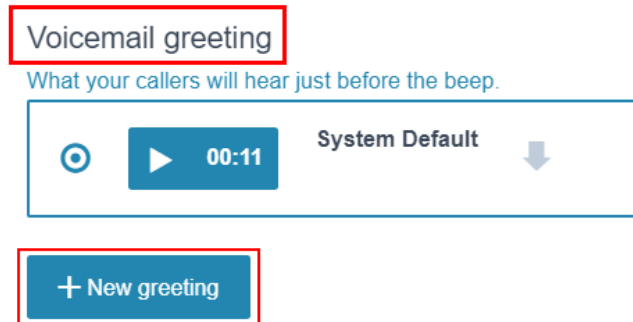 Voicemail greeting
What your callers will hear just before the beep.
00:11 System Default
+ New greeting